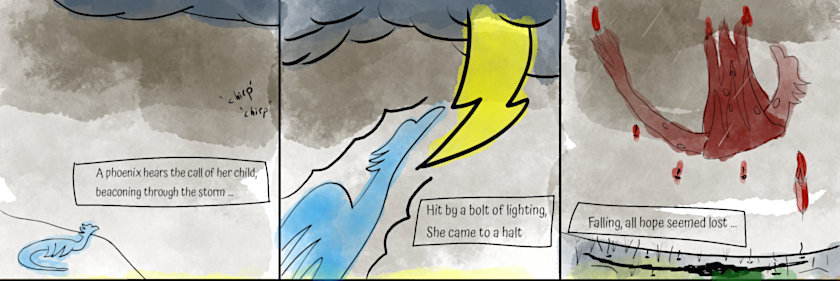 'chirp'
'chirp'
A phoenix hears the call of her child,
beaconing through the storm ...
Hit by a bolt of lighting,
She came to a halt
Falling, all hope seemed lost ...